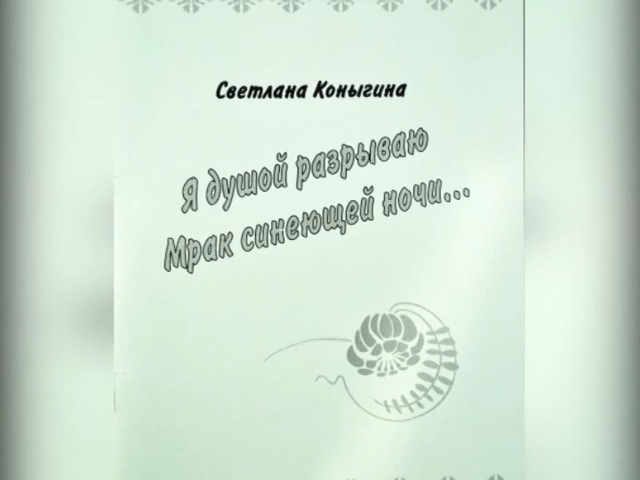 Светлана Коныгина
Я душой разрываю
Мрак синеющей ночи...